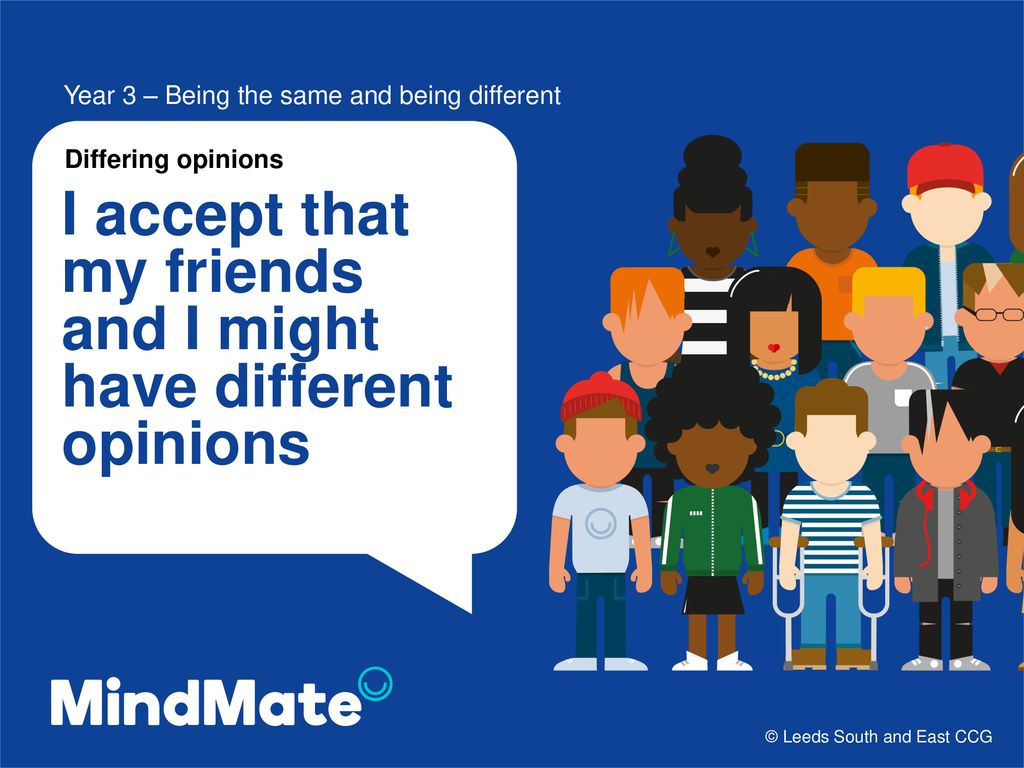 Year 3 – Being the same and being different
Differing opinions
I accept that
my friends
and I might
have different
opinions
MindMate
© Leeds South and East CCG